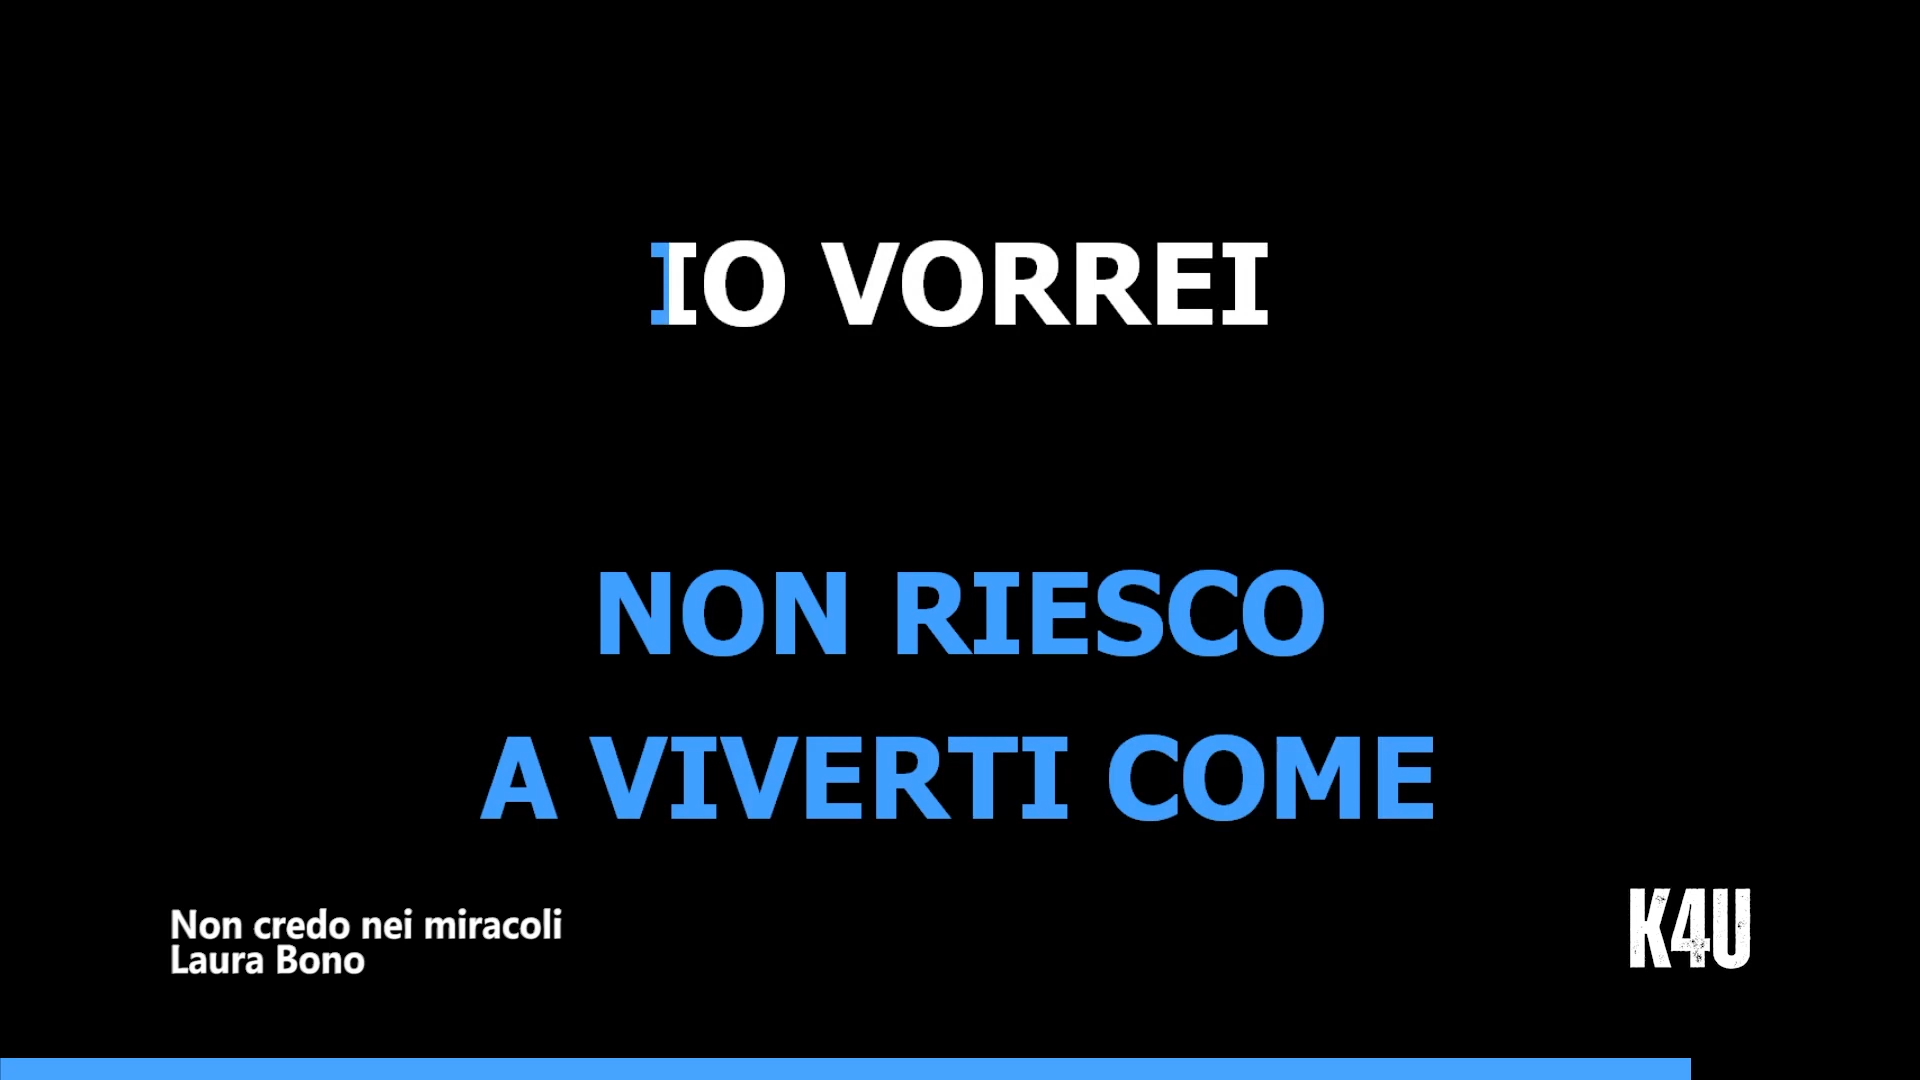 IO VORREI
NON RIESCO
A VIVERTI COME
Non credo nei miracoli
Laura Bono
K4U